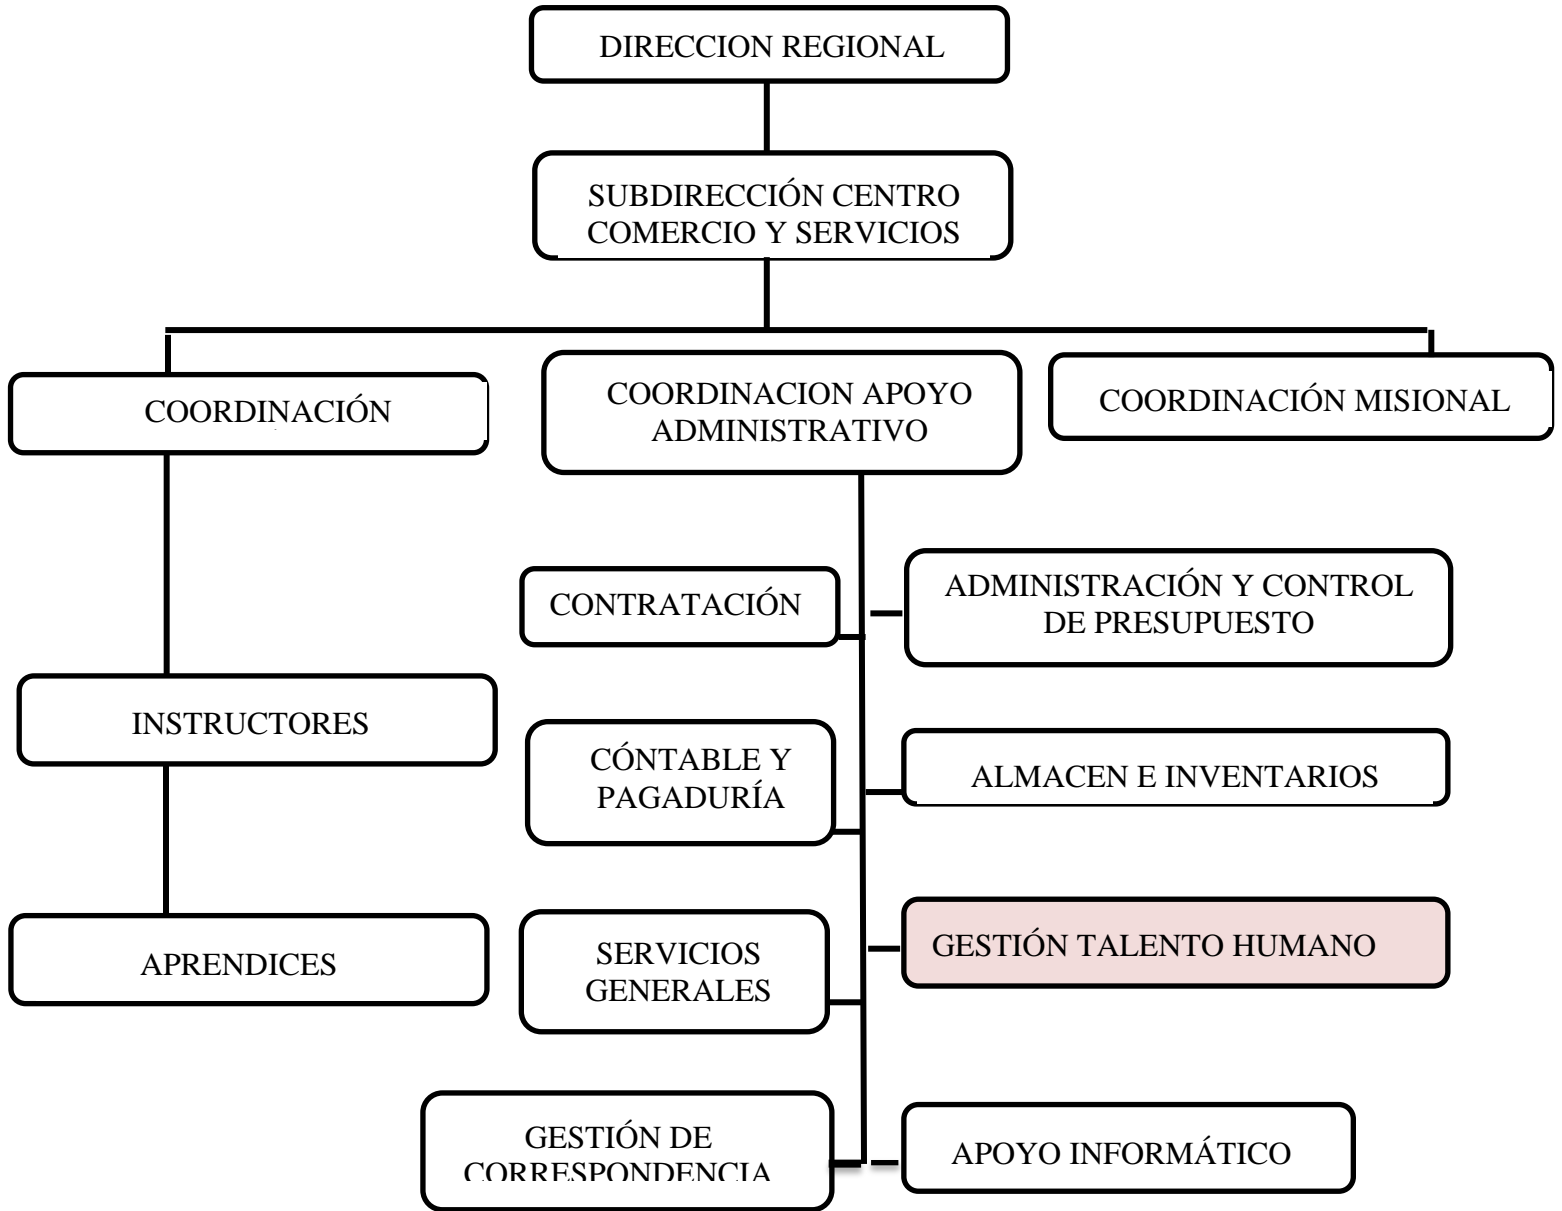 DIRECCION REGIONAL
SUBDIRECCIÓN CENTRO
COMERCIO Y SERVICIOS
COORDINACIÓN
COORDINACION APOYO
ADMINISTRATIVO
COORDINACIÓN MISIONAL
CONTRATACIÓN
ADMINISTRACIÓN Y CONTROL
DE PRESUPUESTO
INSTRUCTORES
CÓNTABLE Y
PAGADURÍA
ALMACEN E INVENTARIOS
APRENDICES
SERVICIOS
GENERALES
GESTIÓN TALENTO HUMANO
GESTIÓN DE
CORRESPONDENCIA
APOYO INFORMÁTICO